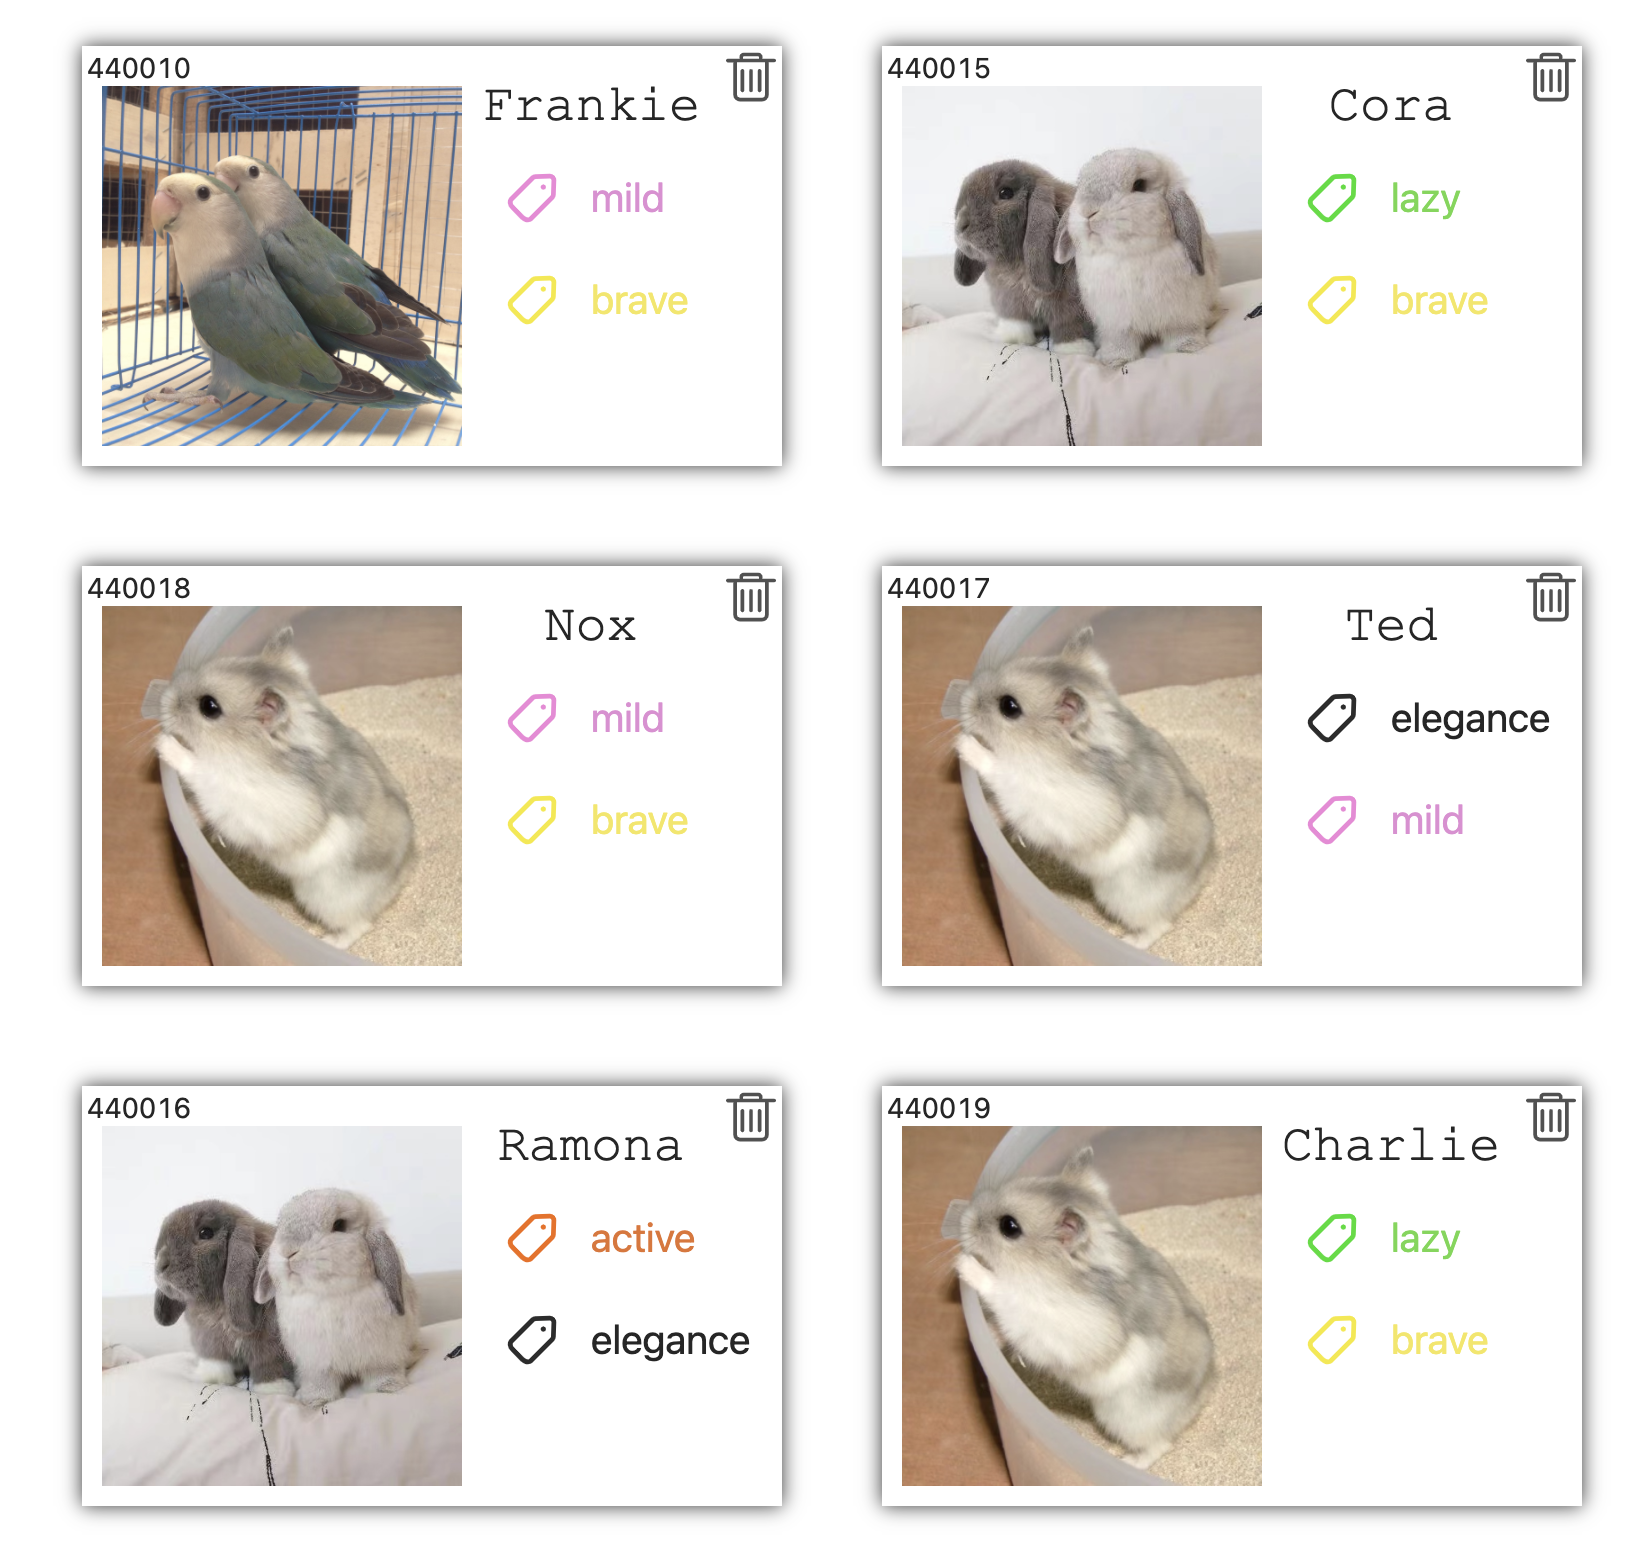 440010
Frankie
mild
brave
440015
Cora
lazy
brave
440018
Nox
mild
brave
440017
Ted
elegance
mild
440016
Ramona
active
elegance
440019
Charlie
lazy
brave